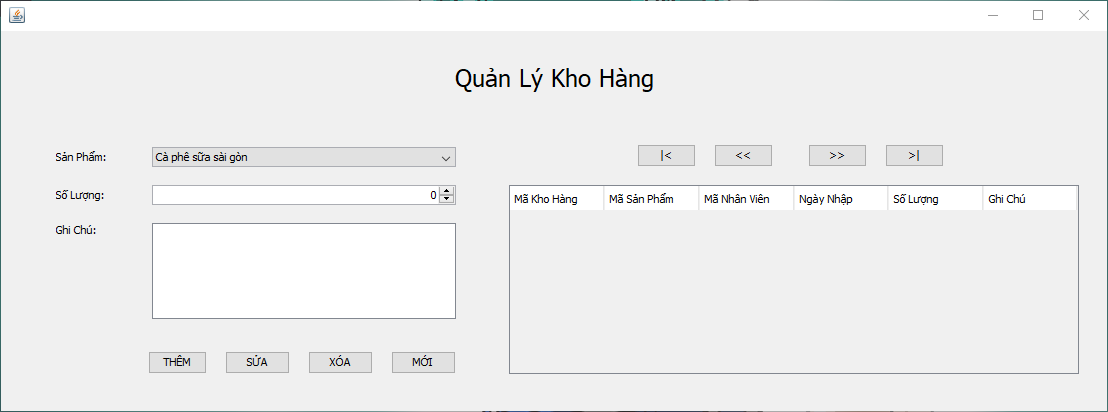 Quản Lý Kho Hàng
Sản Phẩm: Cà phê sữa sài gòn
Số Lượng: 0
Ghi Chú:
THÊM SỬA XÓA MỚI
|< << >> >|
Mã Kho Hàng Mã Sản Phẩm Mã Nhân Viên Ngày Nhập Số Lượng Ghi Chú